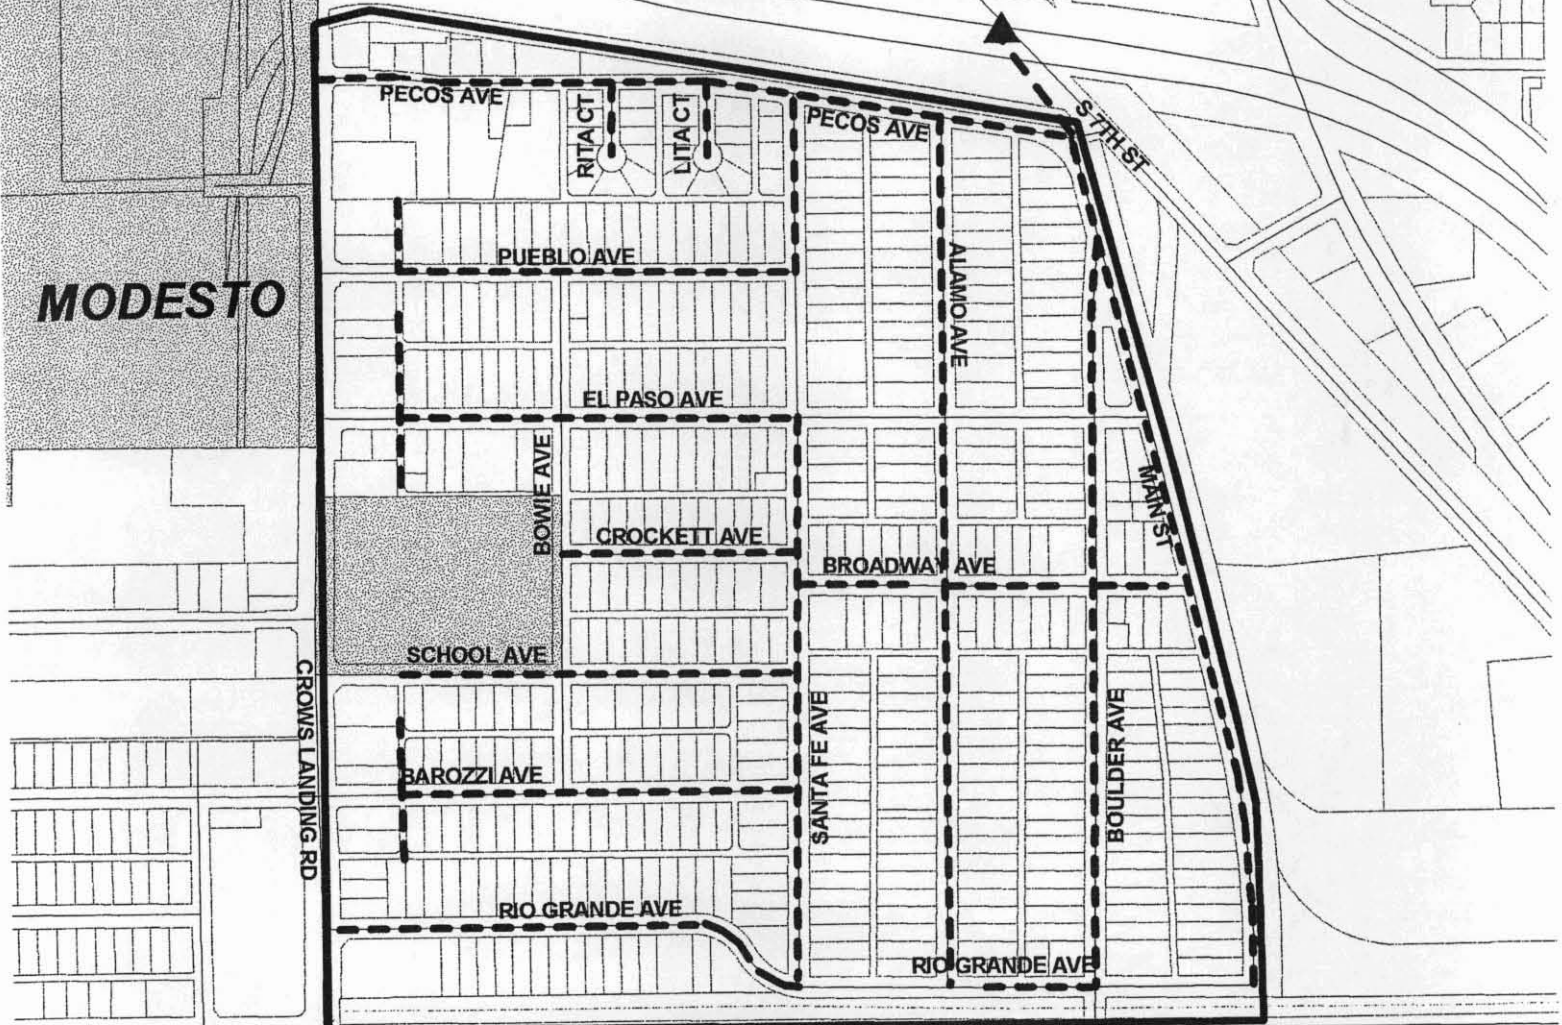 PECOS AVE
RITA CT
LITA CT
PECOS AVE
S 7TH ST
PUEBLO AVE
ALAMO AVE
MODESTO
EL PASO AVE
BOWIE AVE
MAIN ST
CROCKETT AVE
BROADWAY AVE
SCHOOL AVE
CROWS LANDING RD
SANTA FE AVE
BOULDER AVE
BAROZZI AVE
RIO GRANDE AVE
RIO GRANDE AVE